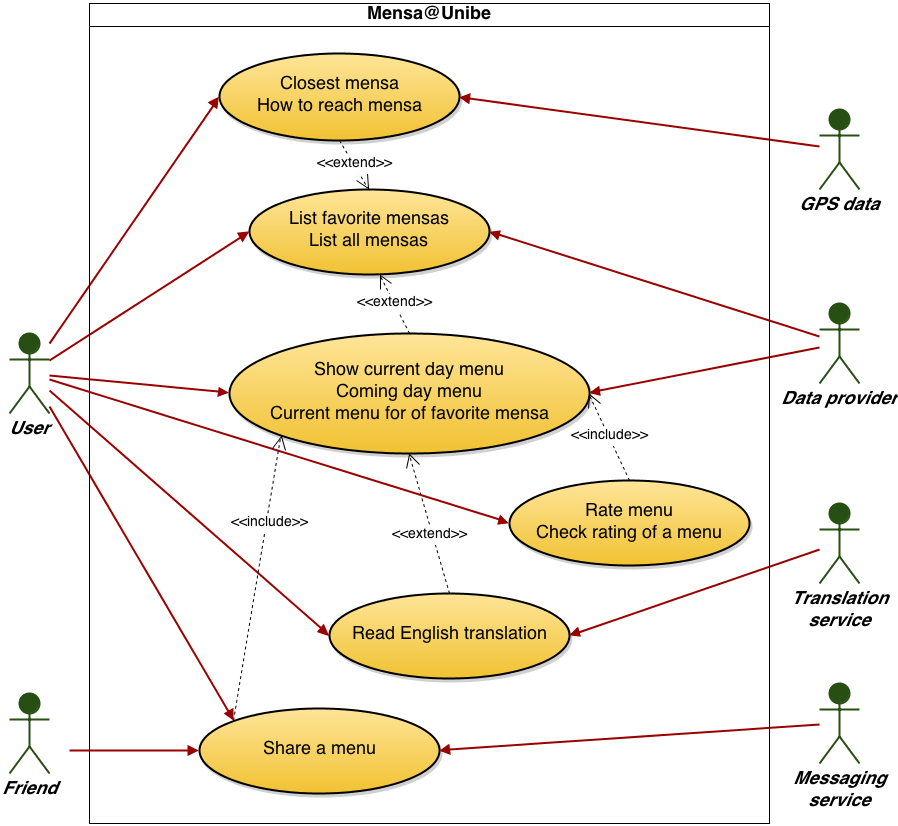 Mensa@Unibe
Closest mensa
How to reach mensa
<<extend>>
GPS data
List favorite mensas
List all mensas
<<extend>>
Show current day menu
Coming day menu
Current menu for of favorite mensa
Data provider
User
<<include>>
Rate menu
Check rating of a menu
<<include>>
<<extend>>
Translation
service
Read English translation
Share a menu
Friend
Messaging
service